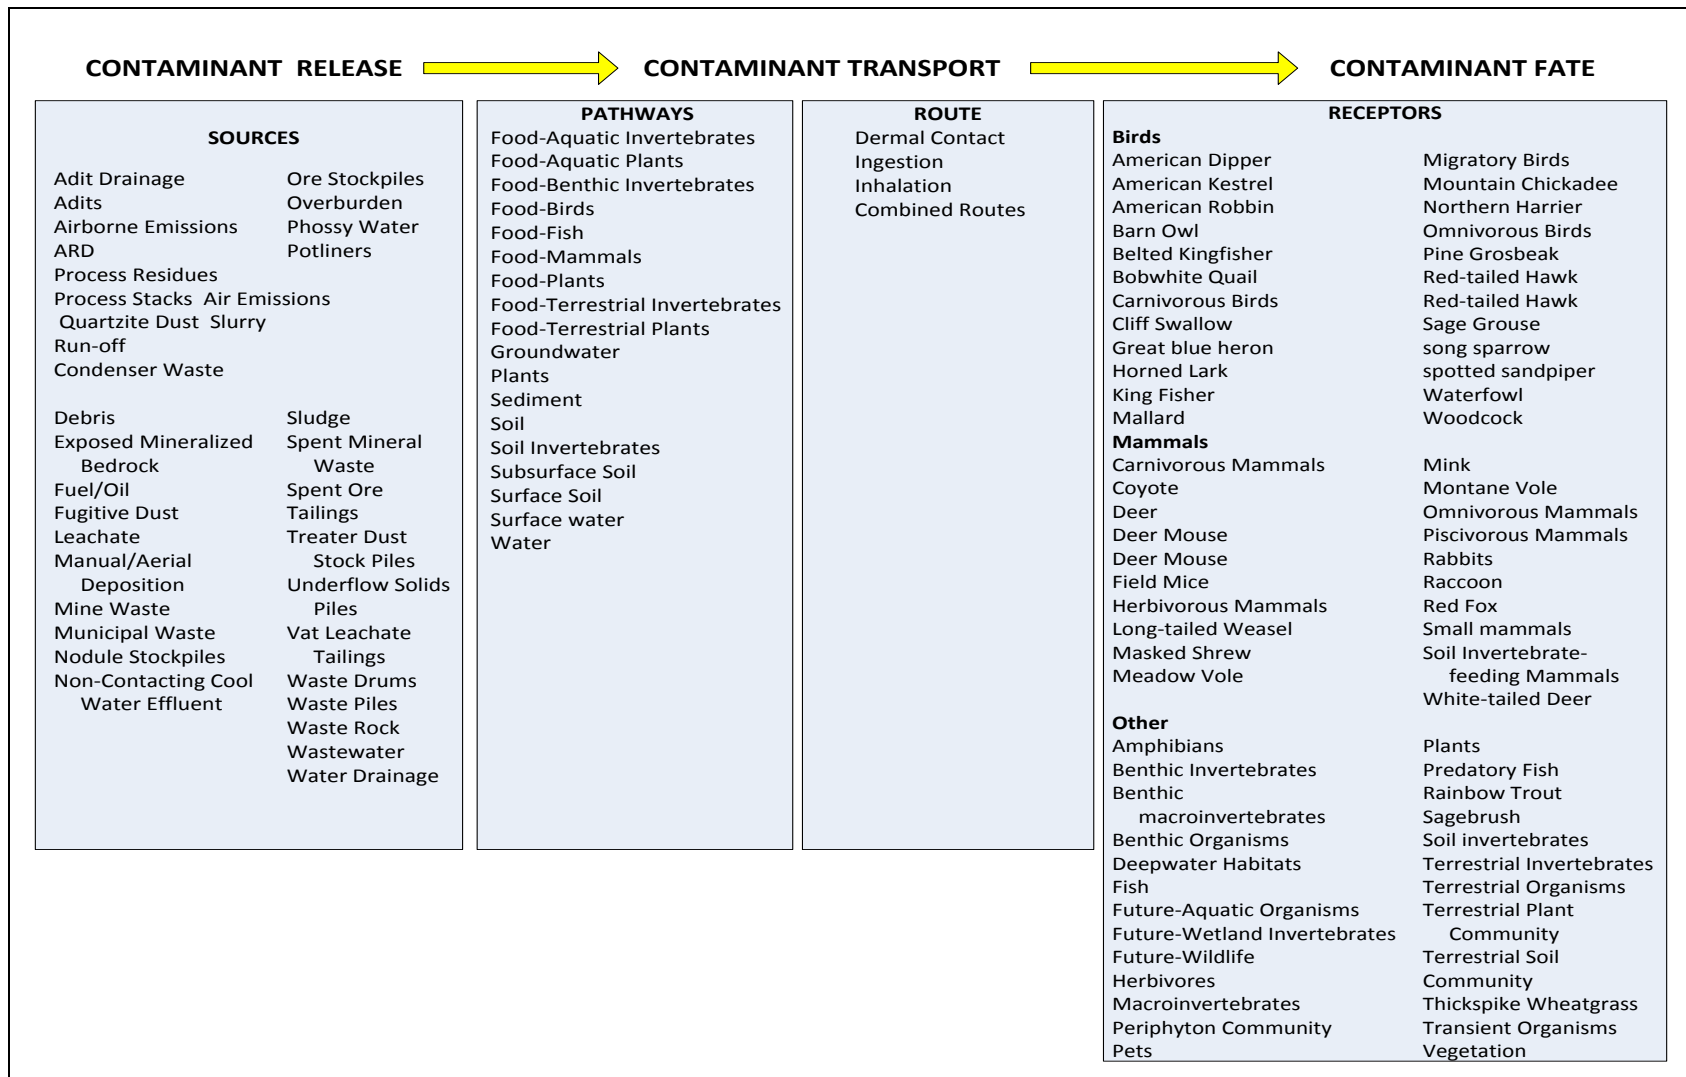 CONTAMINANT RELEASE
CONTAMINANT TRANSPORT
CONTAMINANT FATE
SOURCES
Adit Drainage
Adits
Airborne Emissions
ARD
Process Residues
Process Stacks Air Emissions
Quartzite Dust Slurry
Run-off
Condenser Waste
Ore Stockpiles
Overburden
Phossy Water
Potliners
Debris
Exposed Mineralized
Bedrock
Fuel/Oil
Fugitive Dust
Leachate
Manual/Aerial
Deposition
Mine Waste
Municipal Waste
Nodule Stockpiles
Non-Contacting Cool
Water Effluent
Sludge
Spent Mineral
Waste
Spent Ore
Tailings
Treater Dust
Stock Piles
Underflow Solids
Piles
Vat Leachate
Tailings
Waste Drums
Waste Piles
Waste Rock
Wastewater
Water Drainage
PATHWAYS
Food-Aquatic Invertebrates
Food-Aquatic Plants
Food-Benthic Invertebrates
Food-Birds
Food-Fish
Food-Mammals
Food-Plants
Food-Terrestrial Invertebrates
Food-Terrestrial Plants
Groundwater
Plants
Sediment
Soil
Soil Invertebrates
Subsurface Soil
Surface Soil
Surface water
Water
ROUTE
Dermal Contact
Ingestion
Inhalation
Combined Routes
RECEPTORS
Birds
American Dipper
American Kestrel
American Robbin
Barn Owl
Belted Kingfisher
Bobwhite Quail
Carnivorous Birds
Cliff Swallow
Great blue heron
Horned Lark
King Fisher
Mallard
Migratory Birds
Mountain Chickadee
Northern Harrier
Omnivorous Birds
Pine Grosbeak
Red-tailed Hawk
Red-tailed Hawk
Sage Grouse
song sparrow
spotted sandpiper
Waterfowl
Woodcock
Mammals
Carnivorous Mammals
Coyote
Deer
Deer Mouse
Deer Mouse
Field Mice
Herbivorous Mammals
Long-tailed Weasel
Masked Shrew
Meadow Vole
Mink
Montane Vole
Omnivorous Mammals
Piscivorous Mammals
Rabbits
Raccoon
Red Fox
Small mammals
Soil Invertebrate-
feeding Mammals
White-tailed Deer
Other
Amphibians
Benthic Invertebrates
Benthic
macroinvertebrates
Benthic Organisms
Deepwater Habitats
Fish
Future-Aquatic Organisms
Future-Wetland Invertebrates
Future-Wildlife
Herbivores
Macroinvertebrates
Periphyton Community
Pets
Plants
Predatory Fish
Rainbow Trout
Sagebrush
Soil invertebrates
Terrestrial Invertebrates
Terrestrial Organisms
Terrestrial Plant
Community
Terrestrial Soil
Community
Thickspike Wheatgrass
Transient Organisms
Vegetation